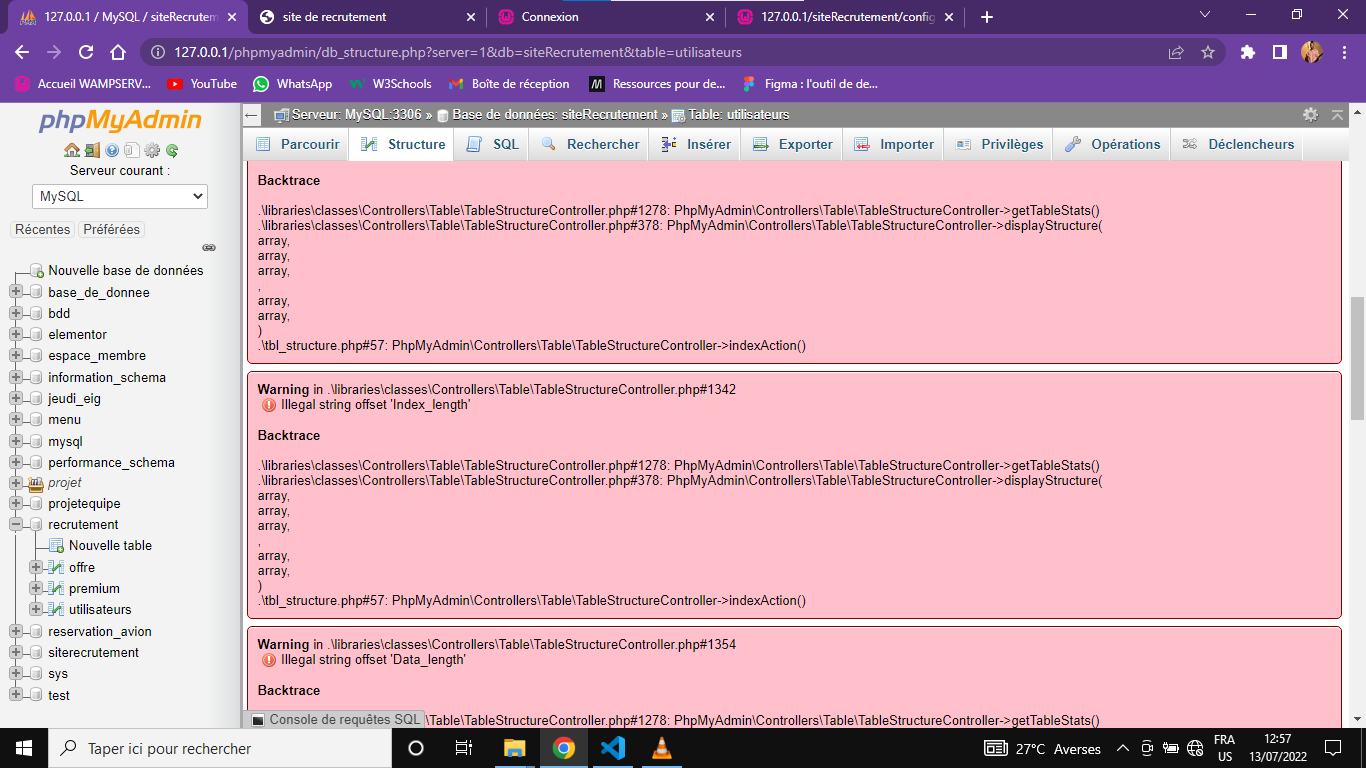 127.0.0.1 / MySQL / siteRecrutem
site de recrutement
Connexion
127.0.0.1/siteRecrutement/config
127.0.0.1/phpmyadmin/db_structure.php?server=1&db=siteRecrutement&table=utilisateurs
Accueil WAMPSERV...
YouTube
WhatsApp
W3Schools
Boîte de réception
Ressources pour de...
Figma : l'outil de de...
phpMyAdmin
Serveur courant :
MySQL
Récentes
Préférées
Nouvelle base de données
base_de_donnee
bdd
elementor
espace_membre
information_schema
jeudi_eig
menu
mysql
performance_schema
projet
projetequipe
recrutement
Nouvelle table
offre
premium
utilisateurs
reservation_avion
siterecrutement
sys
test
Serveur: MySQL:3306 » Base de données: siteRecrutement » Table: utilisateurs
Parcourir
Structure
SQL
Rechercher
Insérer
Exporter
Importer
Privilèges
Opérations
Déclencheurs
Backtrace
.\libraries\classes\Controllers\Table\TableStructureController.php#1278: PhpMyAdmin\Controllers\Table\TableStructureController->getTableStats()
.\libraries\classes\Controllers\Table\TableStructureController.php#378: PhpMyAdmin\Controllers\Table\TableStructureController->displayStructure(
array,
array,
array,
,
array,
array,
)
.\tbl_structure.php#57: PhpMyAdmin\Controllers\Table\TableStructureController->indexAction()
Warning in .\libraries\classes\Controllers\Table\TableStructureController.php#1342
Illegal string offset 'Index_length'
Backtrace
.\libraries\classes\Controllers\Table\TableStructureController.php#1278: PhpMyAdmin\Controllers\Table\TableStructureController->getTableStats()
.\libraries\classes\Controllers\Table\TableStructureController.php#378: PhpMyAdmin\Controllers\Table\TableStructureController->displayStructure(
array,
array,
array,
,
array,
array,
)
.\tbl_structure.php#57: PhpMyAdmin\Controllers\Table\TableStructureController->indexAction()
Warning in .\libraries\classes\Controllers\Table\TableStructureController.php#1354
Illegal string offset 'Data_length'
Backtrace
Console de requêtes SQL
\Table\TableStructureController.php#1278: PhpMyAdmin\Controllers\Table\TableStructureController->getTableStats()
Taper ici pour rechercher
27°C Averses
FRA
US
12:57
13/07/2022